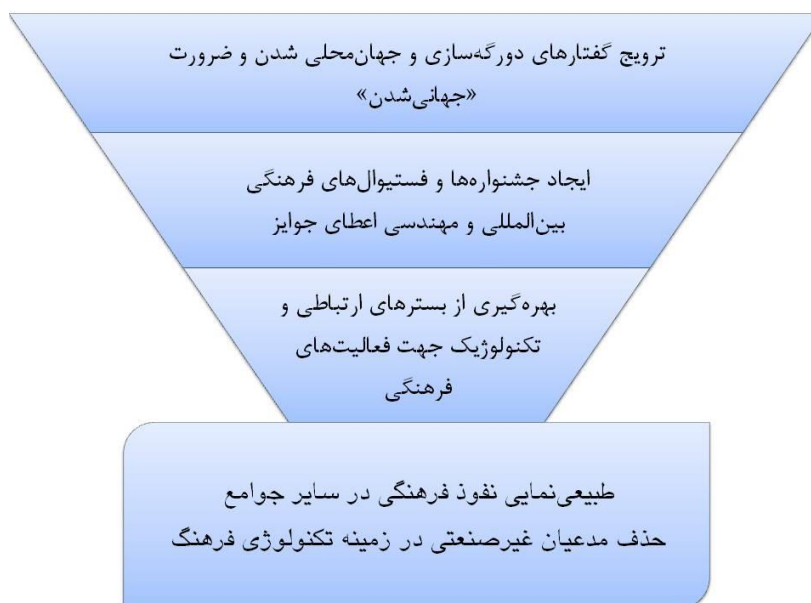 ترویج گفتارهای دورگه‌سازی و جهان‌محلی شدن و ضرورت
«جهانی‌شدن»
ایجاد جشنواره‌ها و فستیوال‌های فرهنگی
بین‌المللی و مهندسی اعطای جوایز
بهره‌گیری از بسترهای ارتباطی و
تکنولوژیک جهت فعالیت‌های
فرهنگی
طبیعی‌نمایی نفوذ فرهنگی در سایر جوامع
حذف مدعیان غیرصنعتی در زمینه تکنولوژی فرهنگ